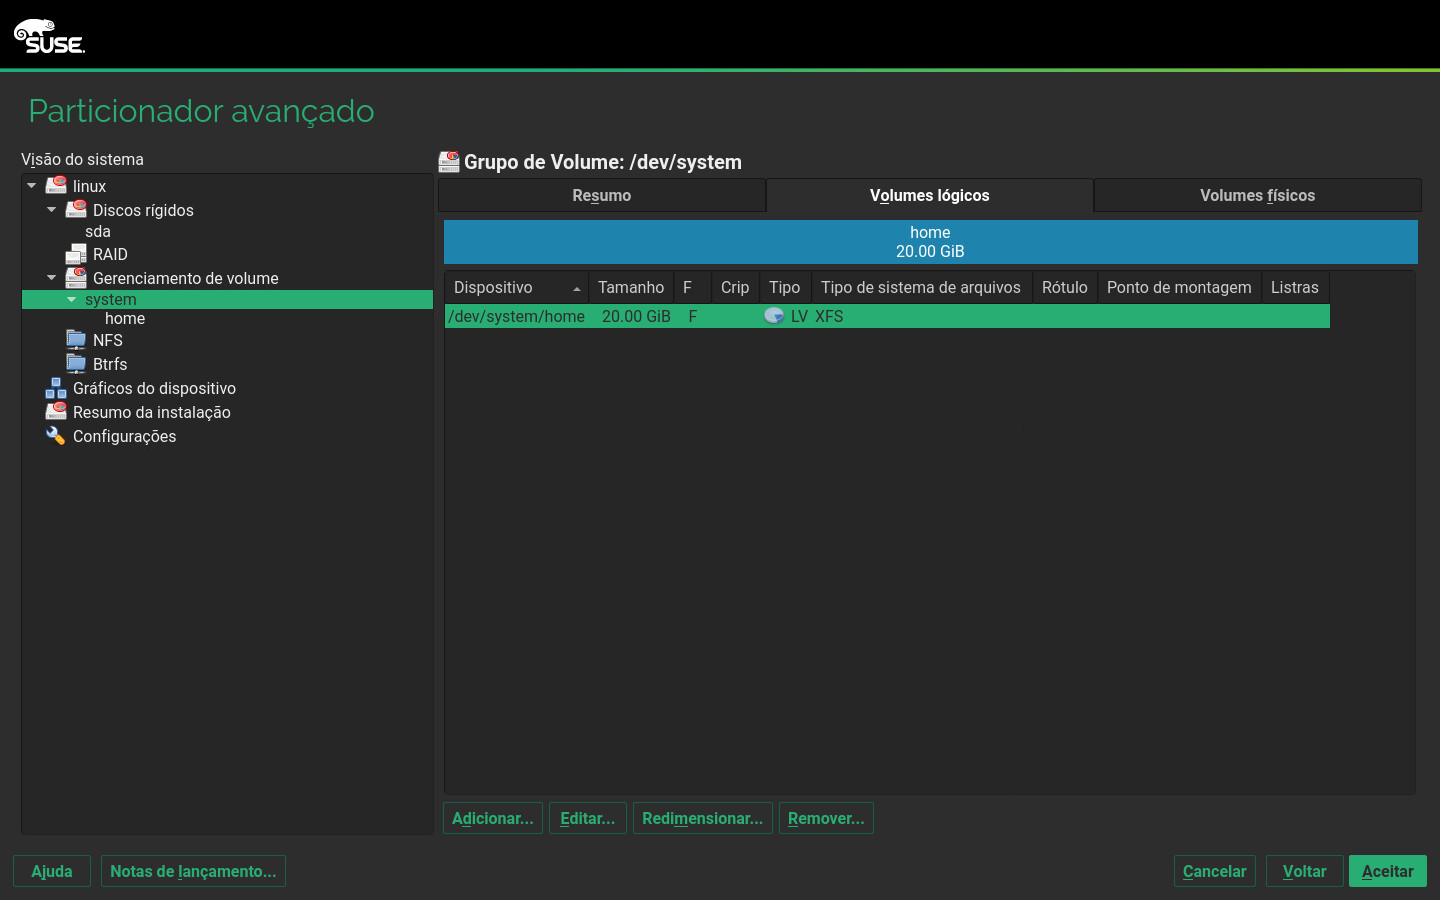 SUSE
Particionador avançado
Visão do sistema
linux
Discos rígidos
sda
RAID
Gerenciamento de volume
system
home
NFS
Btrfs
Gráficos do dispositivo
Resumo da instalação
Configurações
Grupo de Volume: /dev/system
Resumo Volumes lógicos Volumes físicos
home
20.00 GiB
Dispositivo Tamanho F Crip Tipo Tipo de sistema de arquivos Rótulo Ponto de montagem Listras
/dev/system/home 20.00 GiB F LV XFS
Adicionar... Editar... Redimensionar... Remover...
Ajuda Notas de lançamento... Cancelar Voltar Aceitar